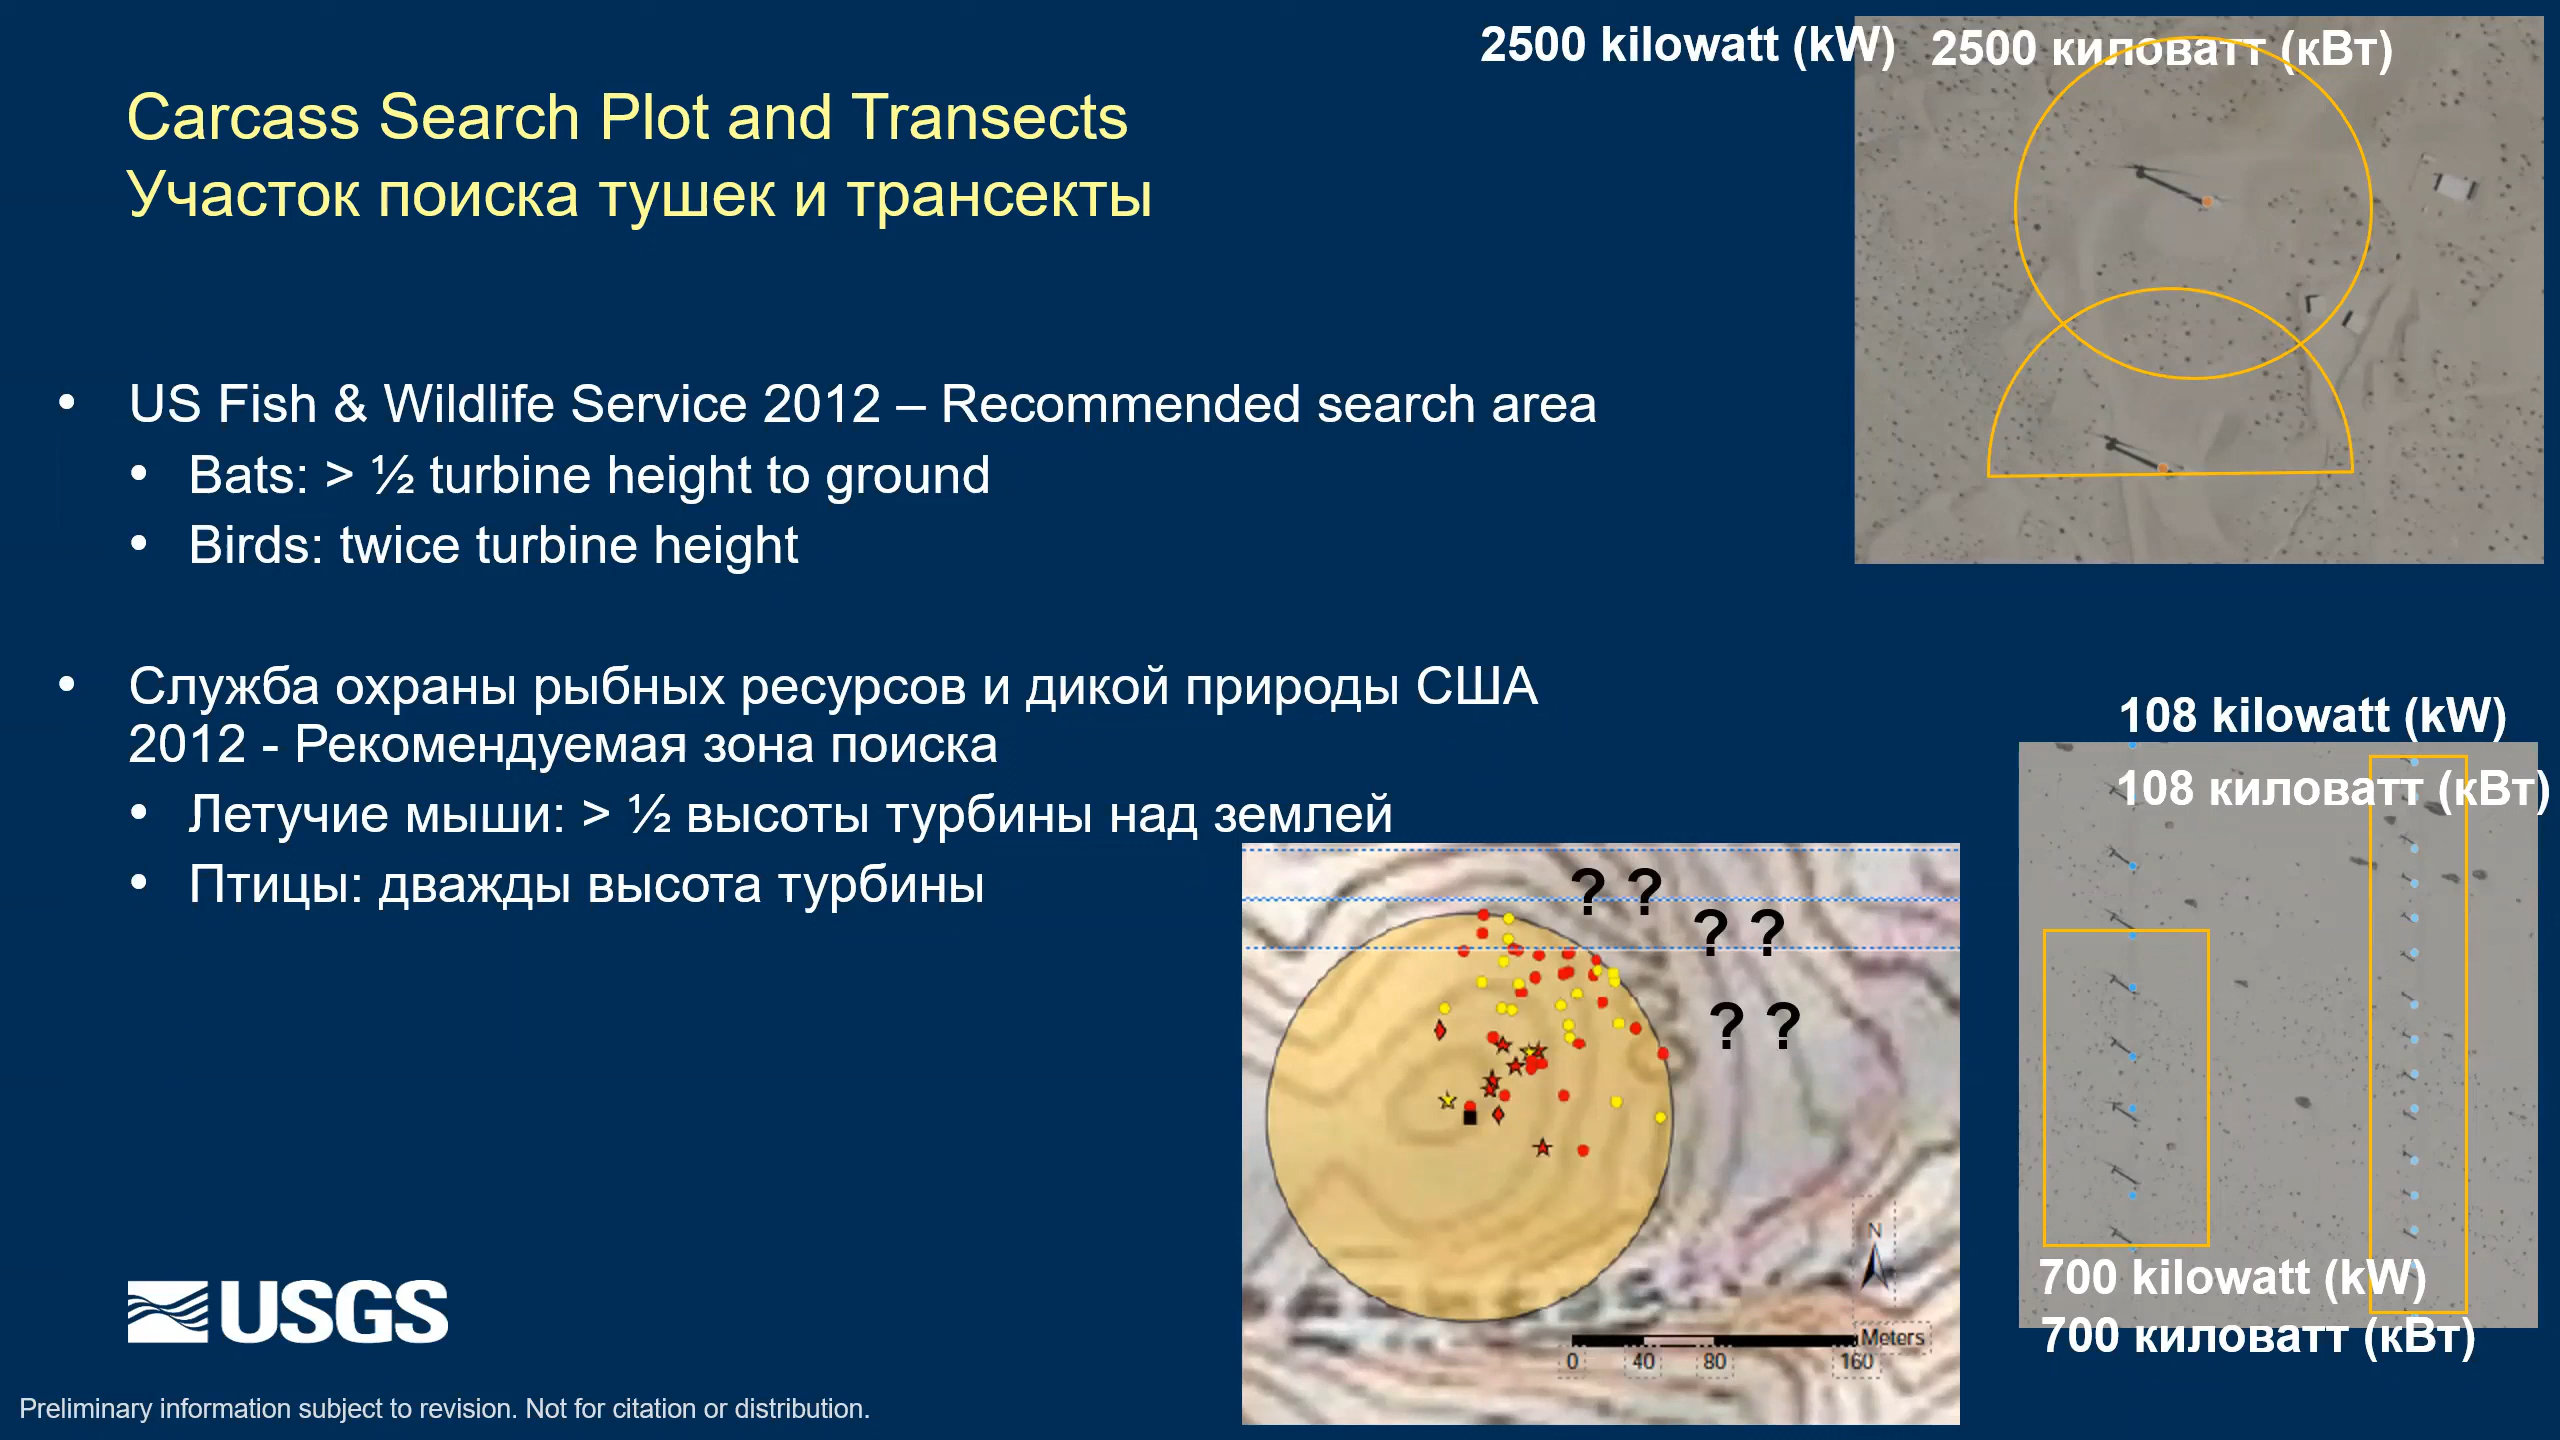 2500 kilowatt (kW)
2500 киловатт (кВт)
Carcass Search Plot and Transects
Участок поиска тушек и трансекты
• US Fish & Wildlife Service 2012 – Recommended search area
• Bats: > ½ turbine height to ground
• Birds: twice turbine height
• Служба охраны рыбных ресурсов и дикой природы США
2012 - Рекомендуемая зона поиска
• Летучие мыши: > ½ высоты турбины над землей
• Птицы: дважды высота турбины
? ?
? ?
? ?
N
Meters
0 40 80 160
108 kilowatt (kW)
108 киловатт (кВт)
700 kilowatt (kW)
700 киловатт (кВт)
USGS
Preliminary information subject to revision. Not for citation or distribution.